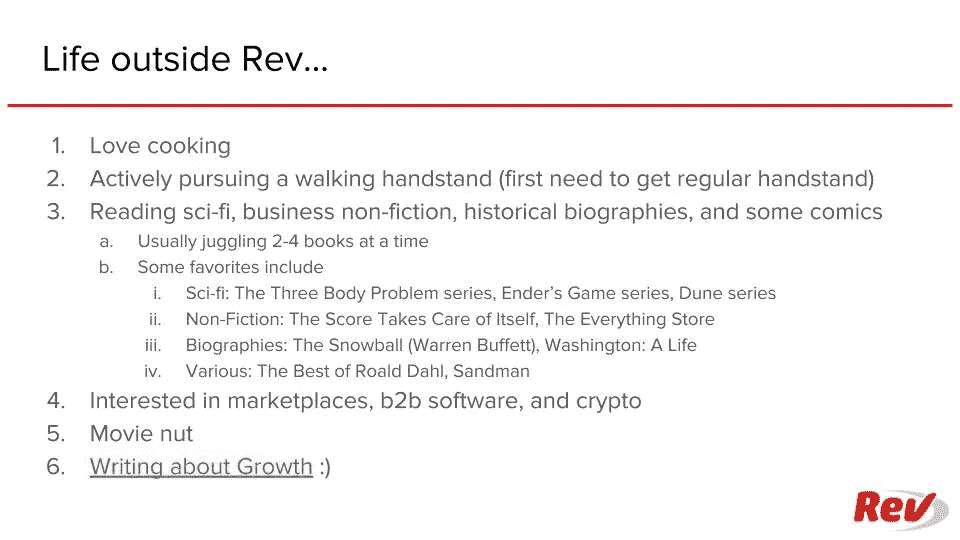 Life outside Rev...
1. Love cooking
2. Actively pursuing a walking handstand (first need to get regular handstand)
3. Reading sci-fi, business non-fiction, historical biographies, and some comics
a. Usually juggling 2-4 books at a time
b. Some favorites include
i. Sci-fi: The Three Body Problem series, Ender’s Game series, Dune series
ii. Non-Fiction: The Score Takes Care of Itself, The Everything Store
iii. Biographies: The Snowball (Warren Buffett), Washington: A Life
iv. Various: The Best of Roald Dahl, Sandman
4. Interested in marketplaces, b2b software, and crypto
5. Movie nut
6. Writing about Growth :)
Rev